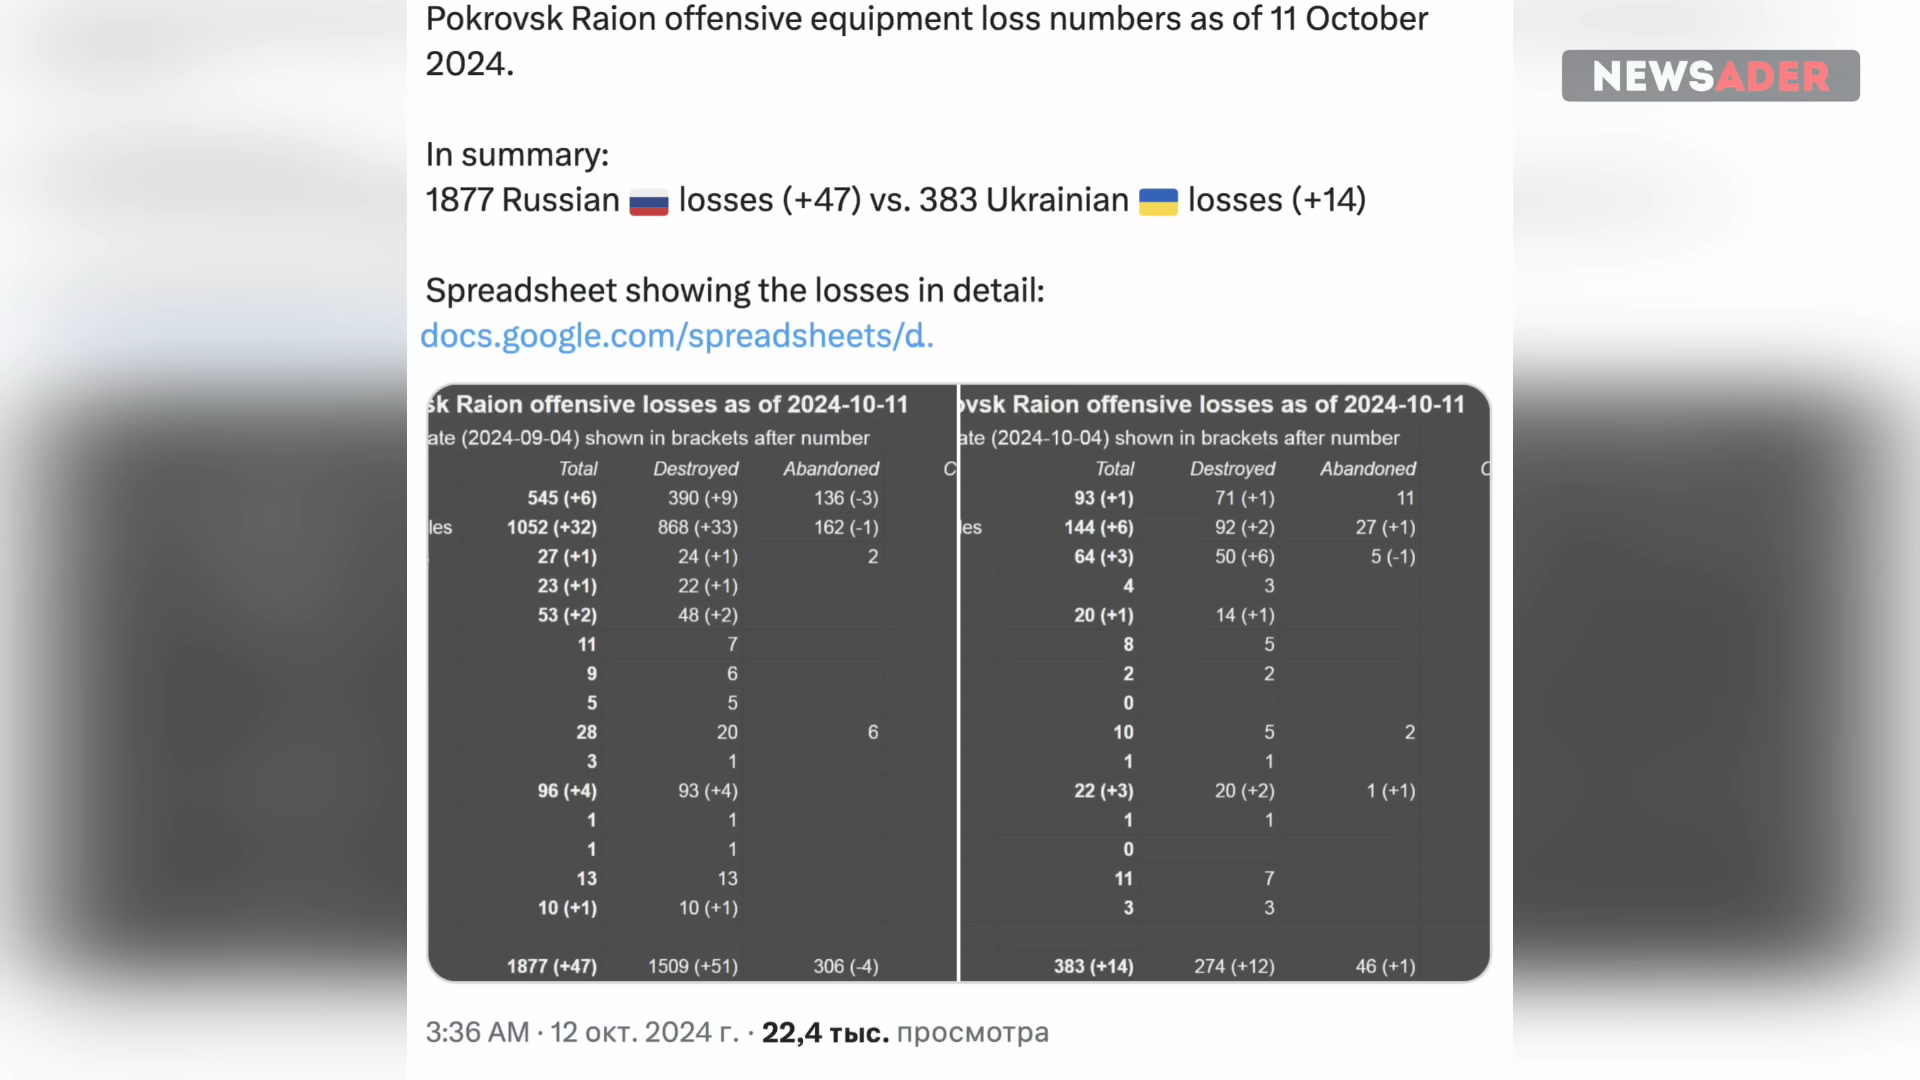 Pokrovsk Raion offensive equipment loss numbers as of 11 October
2024.
NEWSADER
In summary:
1877 Russian 🇷🇺 losses (+47) vs. 383 Ukrainian 🇺🇦 losses (+14)
Spreadsheet showing the losses in detail:
docs.google.com/spreadsheets/d.
sk Raion offensive losses as of 2024-10-11
ate (2024-09-04) shown in brackets after number
Total Destroyed Abandoned C
545 (+6) 390 (+9) 136 (-3)
les 1052 (+32) 868 (+33) 162 (-1)
27 (+1) 24 (+1) 2
23 (+1) 22 (+1)
53 (+2) 48 (+2)
11 7
9 6
5 5
28 20 6
3 1
96 (+4) 93 (+4)
1 1
1 1
13 13
10 (+1) 10 (+1)
1877 (+47) 1509 (+51) 306 (-4)
ovsk Raion offensive losses as of 2024-10-11
ate (2024-10-04) shown in brackets after number
Total Destroyed Abandoned C
93 (+1) 71 (+1) 11
les 144 (+6) 92 (+2) 27 (+1)
64 (+3) 50 (+6) 5 (-1)
4 3
20 (+1) 14 (+1)
8 5
2 2
0
10 5 2
1 1
22 (+3) 20 (+2) 1 (+1)
1 1
0
11 7
3 3
383 (+14) 274 (+12) 46 (+1)
3:36 AM · 12 окт. 2024 г. · 22,4 тыс. просмотра